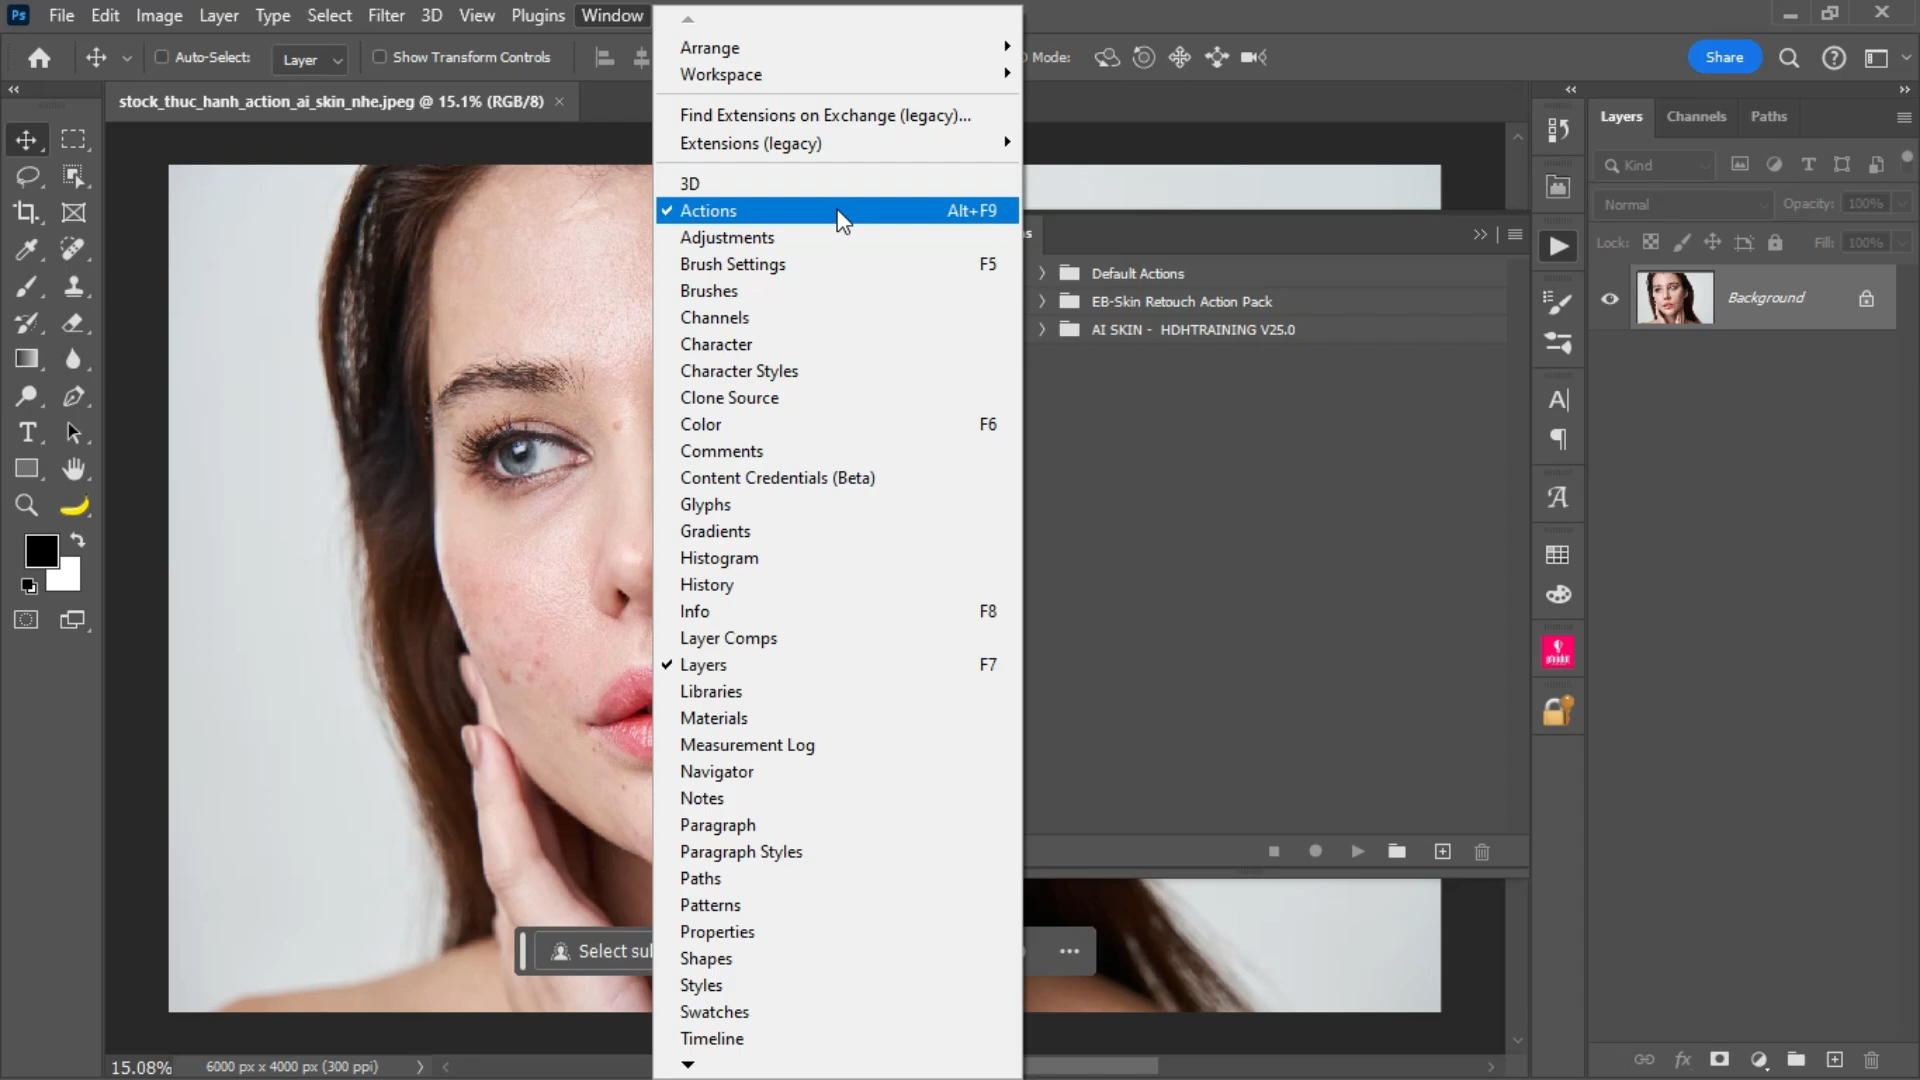 Ps File Edit Image Layer Type Select Filter 3D View Plugins Window
Auto-Select: Layer Show Transform Controls
Mode: Share
stock_thuc_hanh_action_ai_skin_nhe.jpeg @ 15.1% (RGB/8)
Arrange
Workspace
Find Extensions on Exchange (legacy)...
Extensions (legacy)
3D
Actions Alt+F9
Adjustments
Brush Settings F5
Brushes
Channels
Character
Character Styles
Clone Source
Color F6
Comments
Content Credentials (Beta)
Glyphs
Gradients
Histogram
History
Info F8
Layer Comps
Layers F7
Libraries
Materials
Measurement Log
Navigator
Notes
Paragraph
Paragraph Styles
Paths
Patterns
Properties
Shapes
Styles
Swatches
Timeline
Default Actions
EB-Skin Retouch Action Pack
AI SKIN - HDHTRAINING V25.0
Layers Channels Paths
Kind
Normal Opacity: 100%
Lock: Fill: 100%
Background
Select
15.08% 6000 px x 4000 px (300 ppi)